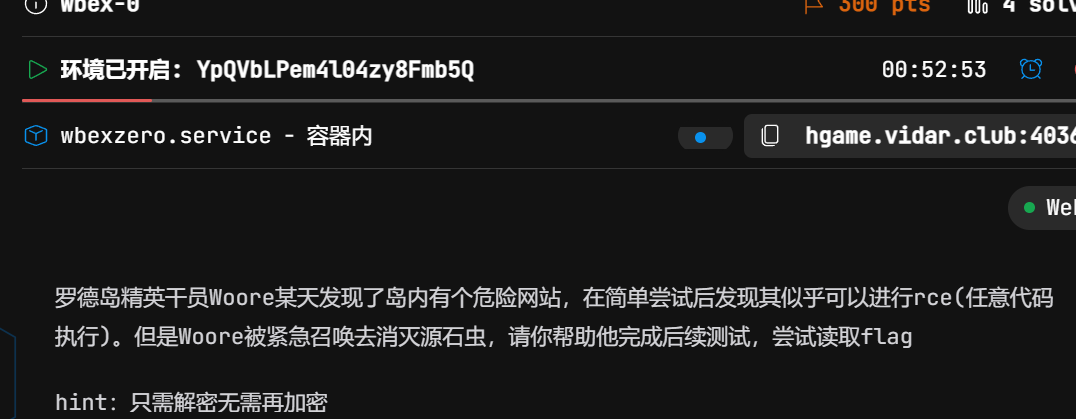 wbex-0 300 pts 4 solv
环境已开启: YpQVbLPem4l04zy8Fmb5Q 00:52:53
wbexzero.service - 容器内 hgame.vidar.club:4036
Web
罗德岛精英干员Woore某天发现了岛内有个危险网站，在简单尝试后发现其似乎可以进行rce(任意代码
执行)。但是Woore被紧急召唤去消灭源石虫，请你帮助他完成后续测试，尝试读取flag
hint: 只需解密无需再加密